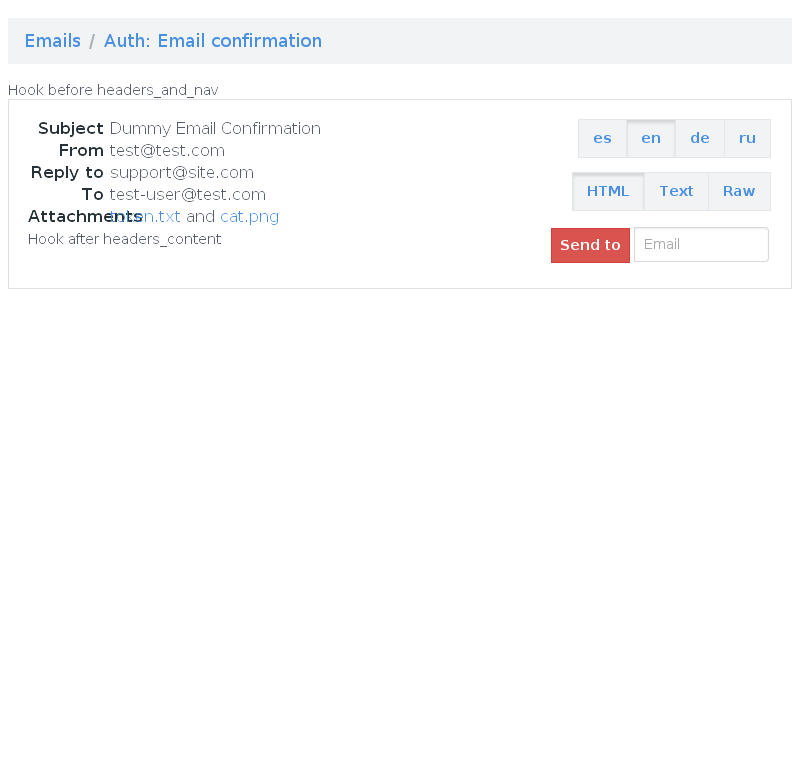 Emails / Auth: Email confirmation
Hook before headers_and_nav
Subject Dummy Email Confirmation
From test@test.com
Reply to support@site.com
To test-user@test.com
Attachments and cat.png
Hook after headers_content
es en de ru
HTML Text Raw
Send to Email